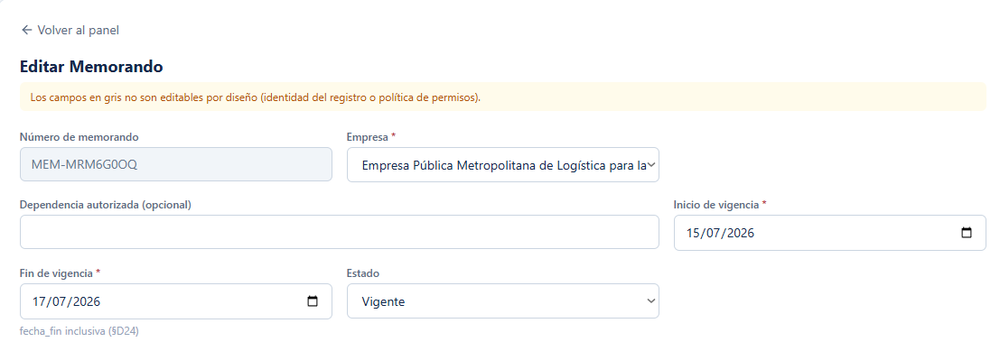 ← Volver al panel
Editar Memorando
Los campos en gris no son editables por diseño (identidad del registro o política de permisos).
Número de memorando
MEM-MRM6G0OQ
Empresa *
Empresa Pública Metropolitana de Logística para la
Dependencia autorizada (opcional)
Inicio de vigencia *
15/07/2026
Fin de vigencia *
17/07/2026
fecha_fin inclusiva (§D24)
Estado
Vigente